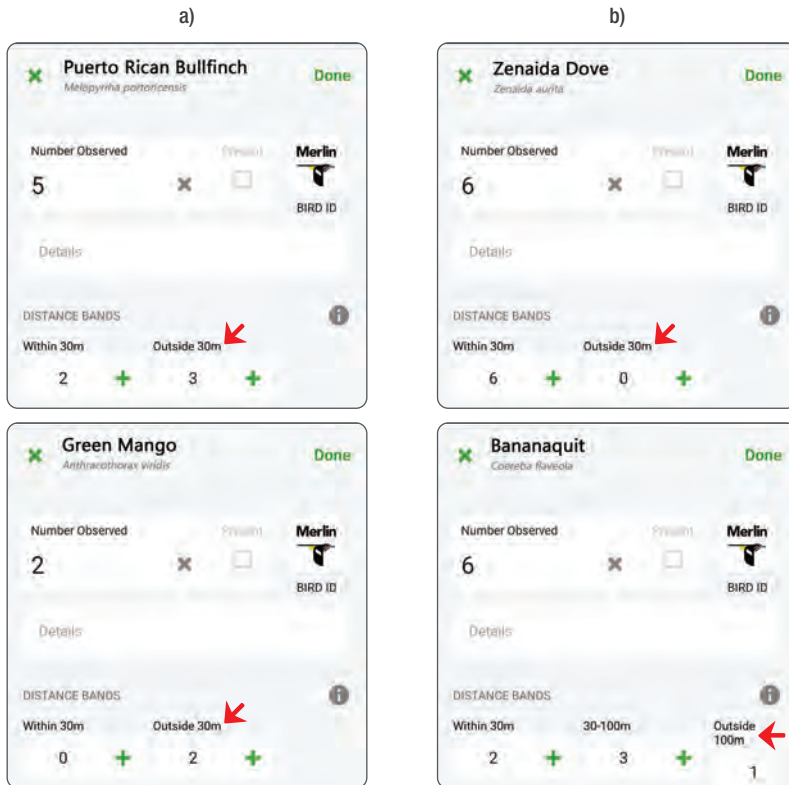 a)
Puerto Rican Bullfinch
Done
Melopyrrha portoricensis
Number Observed
Present
Merlin
5
BIRD ID
Details
DISTANCE BANDS
Within 30m
Outside 30m
2
3
Green Mango
Done
Anthracothorax viridis
Number Observed
Present
Merlin
2
BIRD ID
Details
DISTANCE BANDS
Within 30m
Outside 30m
0
2
b)
Zenaida Dove
Done
Zenaida aurita
Number Observed
Present
Merlin
6
BIRD ID
Details
DISTANCE BANDS
Within 30m
Outside 30m
6
0
Bananaquit
Done
Coereba flaveola
Number Observed
Present
Merlin
6
BIRD ID
Details
DISTANCE BANDS
Within 30m
30-100m
Outside
100m
2
3
1